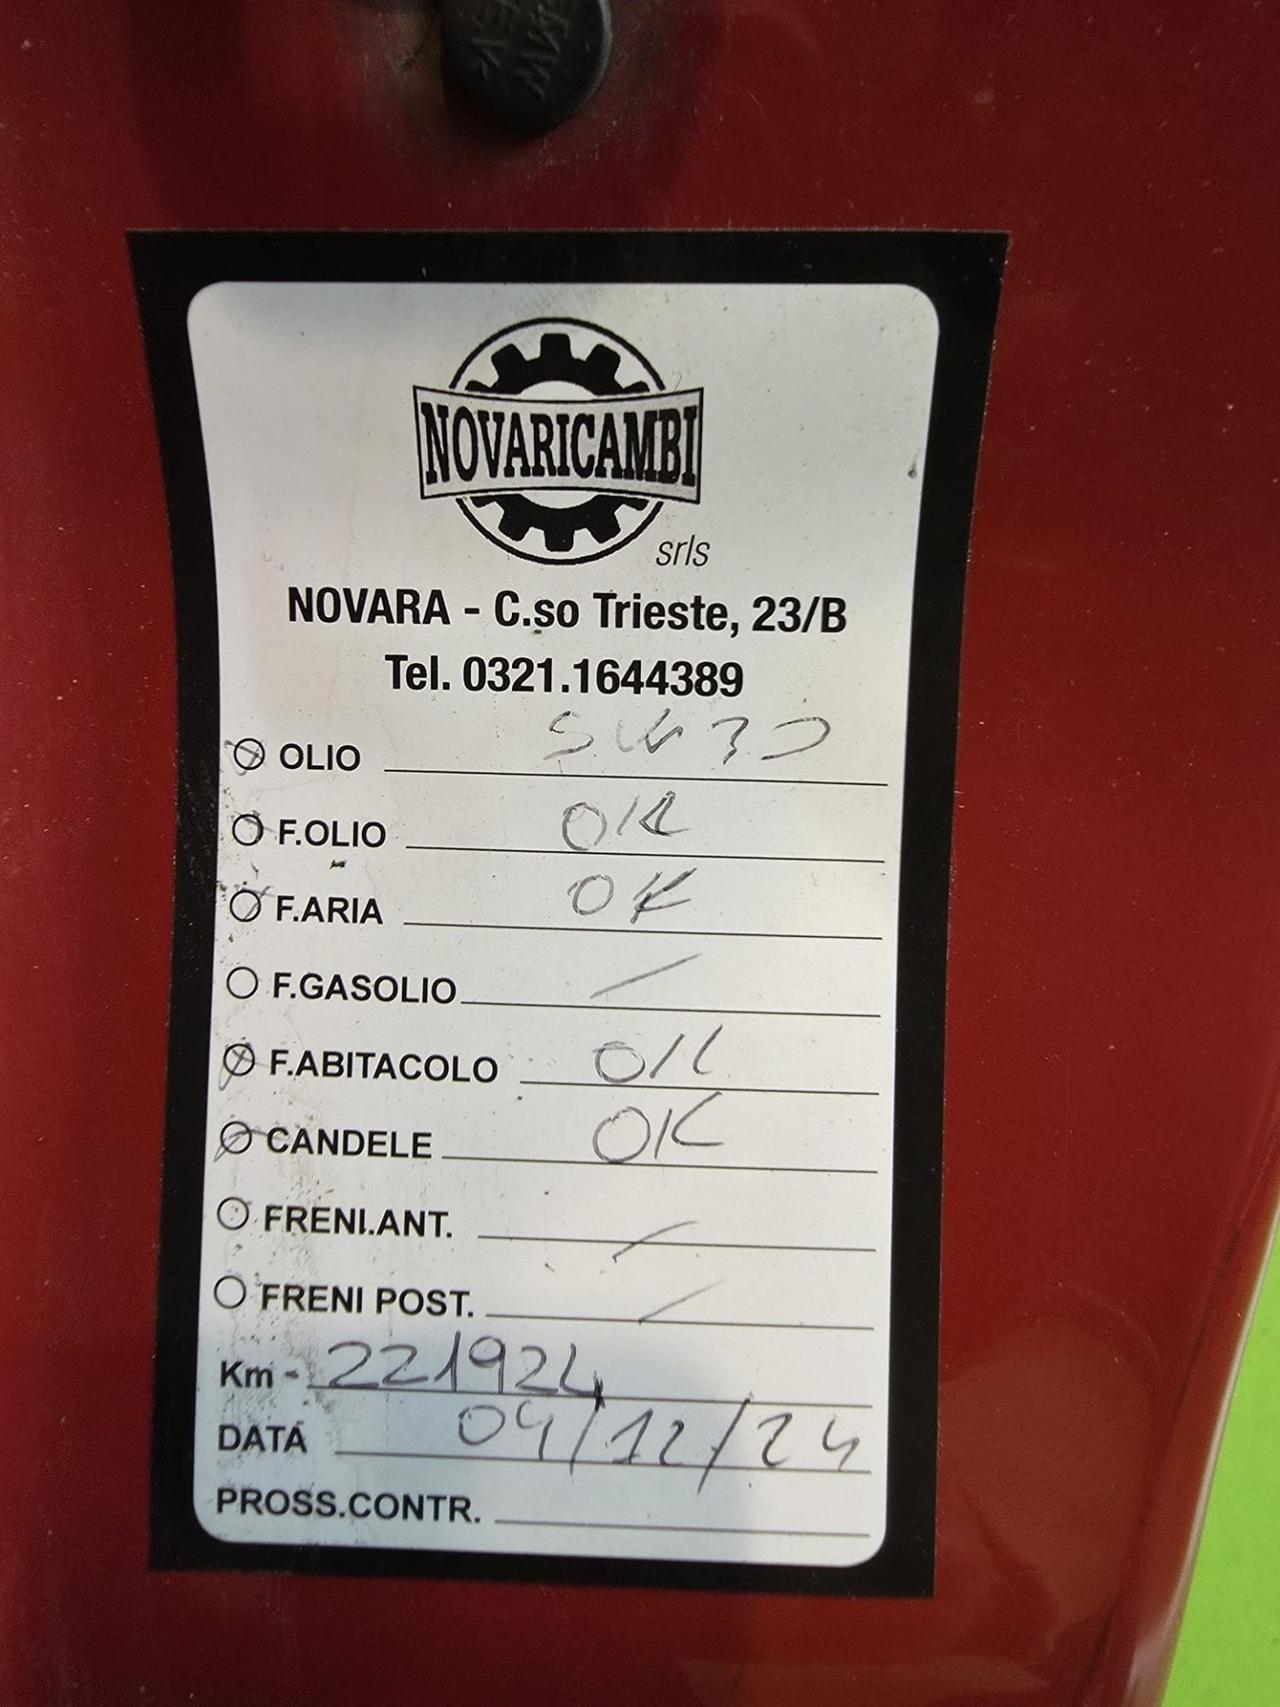 NOVARICAMBI
srls
NOVARA - C.so Trieste, 23/B
Tel. 0321.1644389
OLIO 5W30
F.OLIO OK
F.ARIA OK
F.GASOLIO /
F.ABITACOLO OK
CANDELE OK
FRENI.ANT. /
FRENI POST. /
Km - 221924
DATA 04/12/24
PROSS.CONTR.